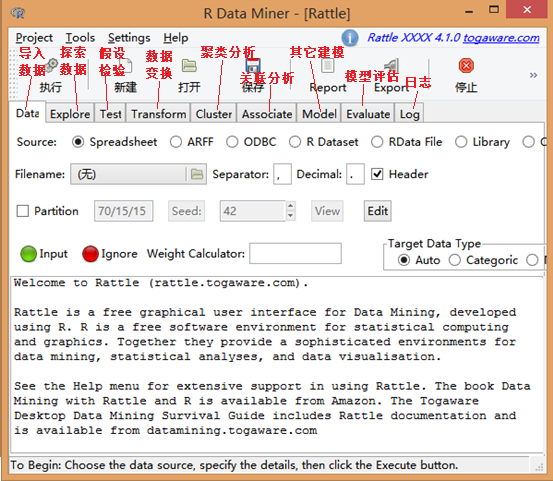 R Data Miner - [Rattle]
Project Tools Settings Help Rattle XXXX 4.1.0 togaware.com
导入数据 探索数据 假设检验 数据变换 聚类分析 关联分析 其它建模 模型评估 日志
执行 新建 打开 保存 Report Export 停止 »
Data Explore Test Transform Cluster Associate Model Evaluate Log
Source: Spreadsheet ARFF ODBC R Dataset RData File Library
Filename: (无) Separator: , Decimal: . Header
Partition 70/15/15 Seed: 42 View Edit
Target Data Type
Input Ignore Weight Calculator: Auto Categoric
Welcome to Rattle (rattle.togaware.com).
Rattle is a free graphical user interface for Data Mining, developed
using R. R is a free software environment for statistical computing
and graphics. Together they provide a sophisticated environments for
data mining, statistical analyses, and data visualisation.
See the Help menu for extensive support in using Rattle. The book Data
Mining with Rattle and R is available from Amazon. The Togaware
Desktop Data Mining Survival Guide includes Rattle documentation and
is available from datamining.togaware.com
To Begin: Choose the data source, specify the details, then click the Execute button.